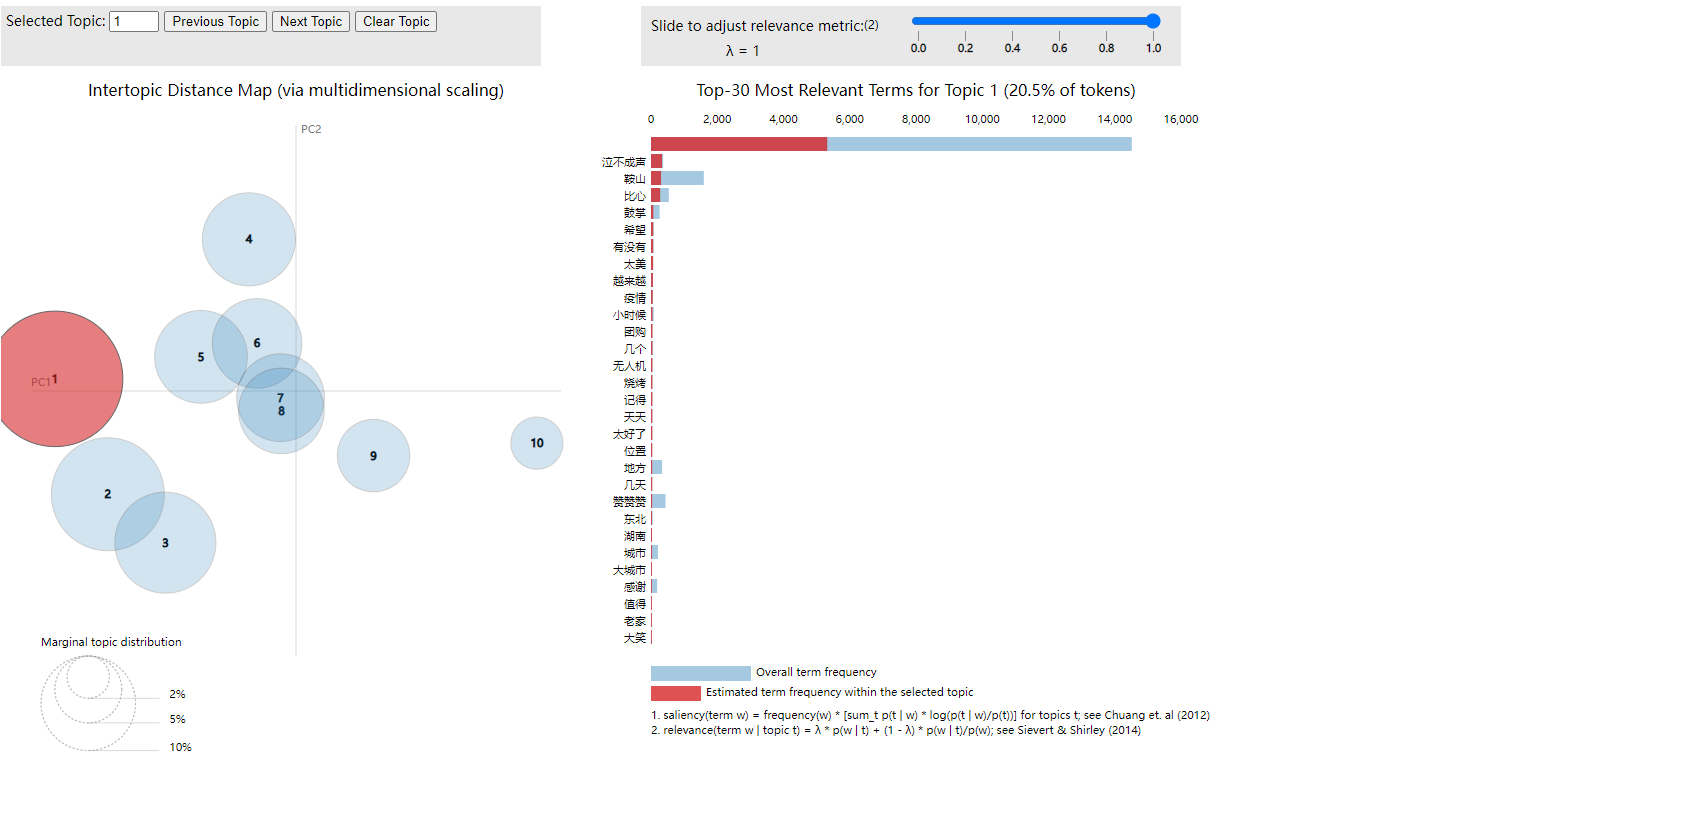 Selected Topic: 1 Previous Topic Next Topic Clear Topic
Slide to adjust relevance metric:(2)
λ = 1
0.0 0.2 0.4 0.6 0.8 1.0
Intertopic Distance Map (via multidimensional scaling)
PC2
4
6
5
PC1
1
7
8
9
10
2
3
Marginal topic distribution
2%
5%
10%
Top-30 Most Relevant Terms for Topic 1 (20.5% of tokens)
0 2,000 4,000 6,000 8,000 10,000 12,000 14,000 16,000
泣不成声
鞍山
比心
鼓掌
希望
有没有
太美
越来越
疫情
小时候
团购
几个
无人机
烧烤
记得
天天
太好了
位置
地方
几天
赞赞赞
东北
湖南
城市
大城市
感谢
值得
老家
大笑
Overall term frequency
Estimated term frequency within the selected topic
1. saliency(term w) = frequency(w) * [sum_t p(t | w) * log(p(t | w)/p(t))] for topics t; see Chuang et. al (2012)
2. relevance(term w | topic t) = λ * p(w | t) + (1 - λ) * p(w | t)/p(w); see Sievert & Shirley (2014)